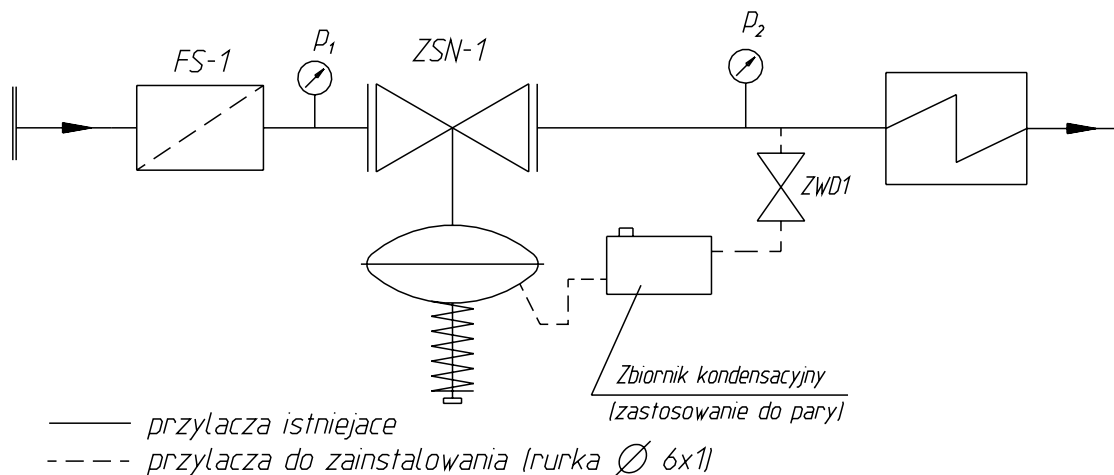 p₁
p₂
FS-1
ZSN-1
ZWD1
Zbiornik kondensacyjny
(zastosowanie do pary)
przylacza istniejace
przylacza do zainstalowania (rurka Ø 6x1)